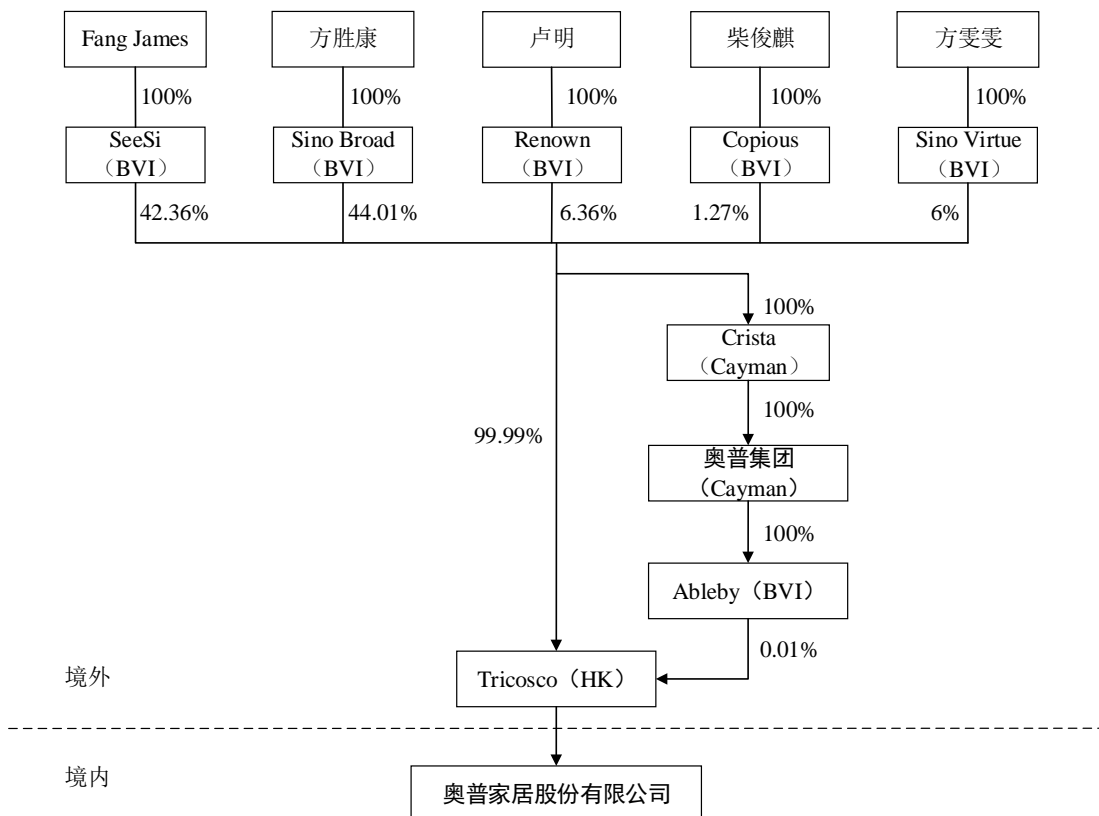 Fang James
方胜康
卢明
柴俊麒
方雯雯
100%
100%
100%
100%
100%
SeeSi
（BVI）
Sino Broad
（BVI）
Renown
（BVI）
Copious
（BVI）
Sino Virtue
（BVI）
42.36%
44.01%
6.36%
1.27%
6%
100%
Crista
（Cayman）
100%
99.99%
奥普集团
（Cayman）
100%
Ableby（BVI）
0.01%
境外
Tricosco（HK）
境内
奥普家居股份有限公司